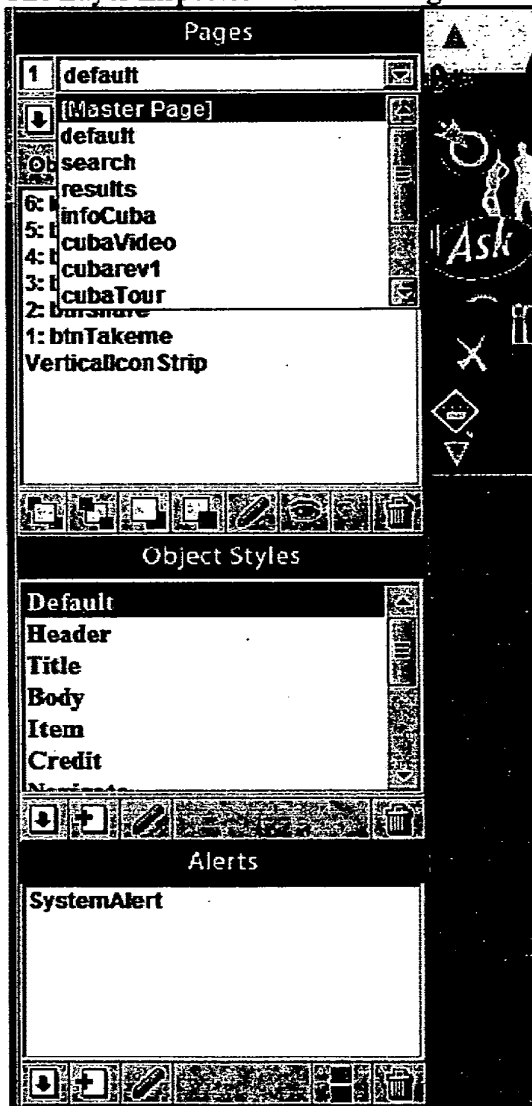 Pages
1 default
[Master Page]
default
search
results
infoCuba
cubaVideo
cubarev1
cubaTour
6:
5:
4:
3:
2:
1: btnTakeme
VerticalIconStrip
Ask
Object Styles
Default
Header
Title
Body
Item
Credit
Alerts
SystemAlert